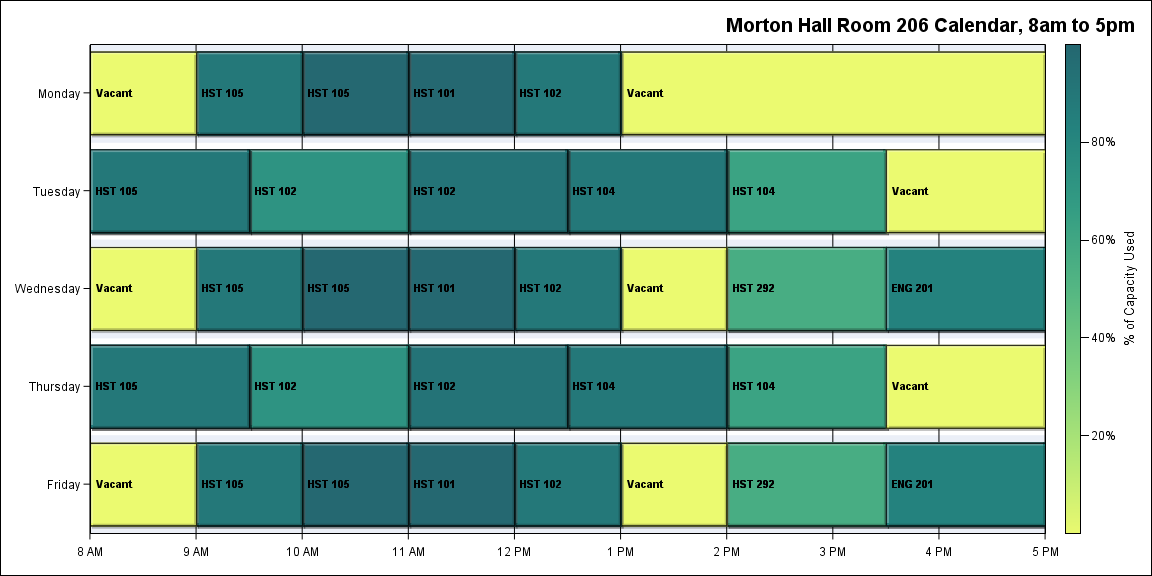 Morton Hall Room 206 Calendar, 8am to 5pm
Monday Vacant HST 105 HST 105 HST 101 HST 102 Vacant
80%
Tuesday HST 105 HST 102 HST 102 HST 104 HST 104 Vacant
60%
% of Capacity Used
Wednesday Vacant HST 105 HST 105 HST 101 HST 102 Vacant HST 292 ENG 201
40%
Thursday HST 105 HST 102 HST 102 HST 104 HST 104 Vacant
20%
Friday Vacant HST 105 HST 105 HST 101 HST 102 Vacant HST 292 ENG 201
8 AM 9 AM 10 AM 11 AM 12 PM 1 PM 2 PM 3 PM 4 PM 5 PM